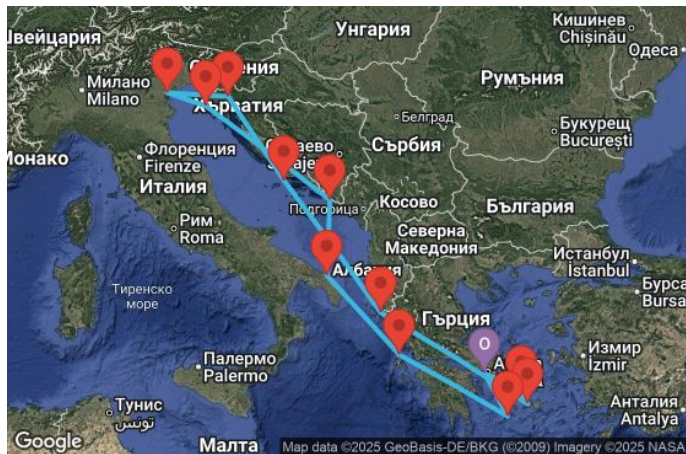 Швейцария
Унгария
Кишинев
Chișinău
Одеса
Милано
Milano
Хърватия
Румъния
Белград
Сърбия
Букурещ
București
Монако
Флоренция
Firenze
Италия
Подгорица
Косово
България
Рим
Roma
Северна
Македония
Истанбул
İstanbul
Бурса
Bursa
Тиренско
море
Гърция
O
Измир
İzmir
Палермо
Palermo
Анталия
Antalya
Тунис
تونس
Малта
Google
Map data ©2025 GeoBasis-DE/BKG (©2009) Imagery ©2025 NASA